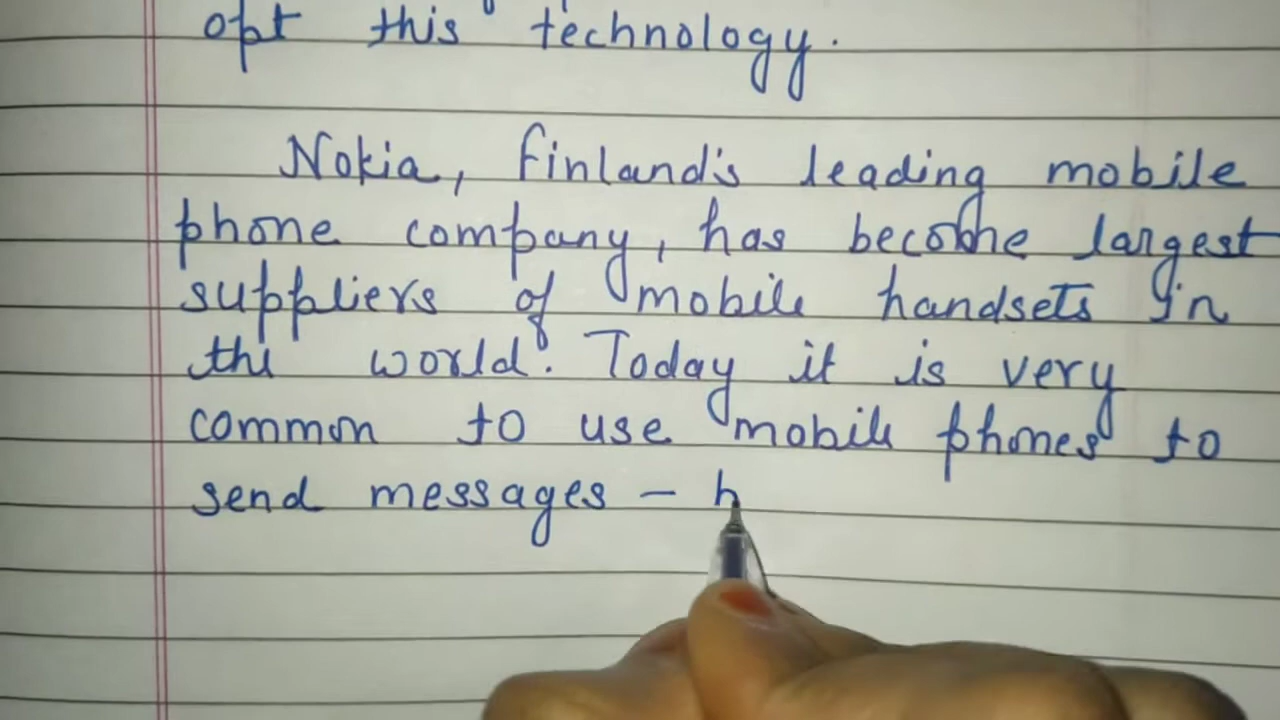 opt this technology.
Nokia, Finland's leading mobile
phone company, has become largest
suppliers of mobile handsets in
the world. Today it is very
common to use mobile phones to
send messages - h